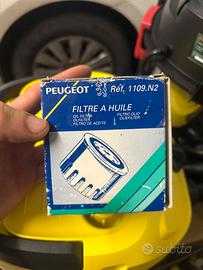 PEUGEOT Réf. 1109.N2
FILTRE A HUILE
OIL FILTER FILTRO OLIO
ÖLFILTER OLIEFILTER
FILTRO DE ACEITE
subito